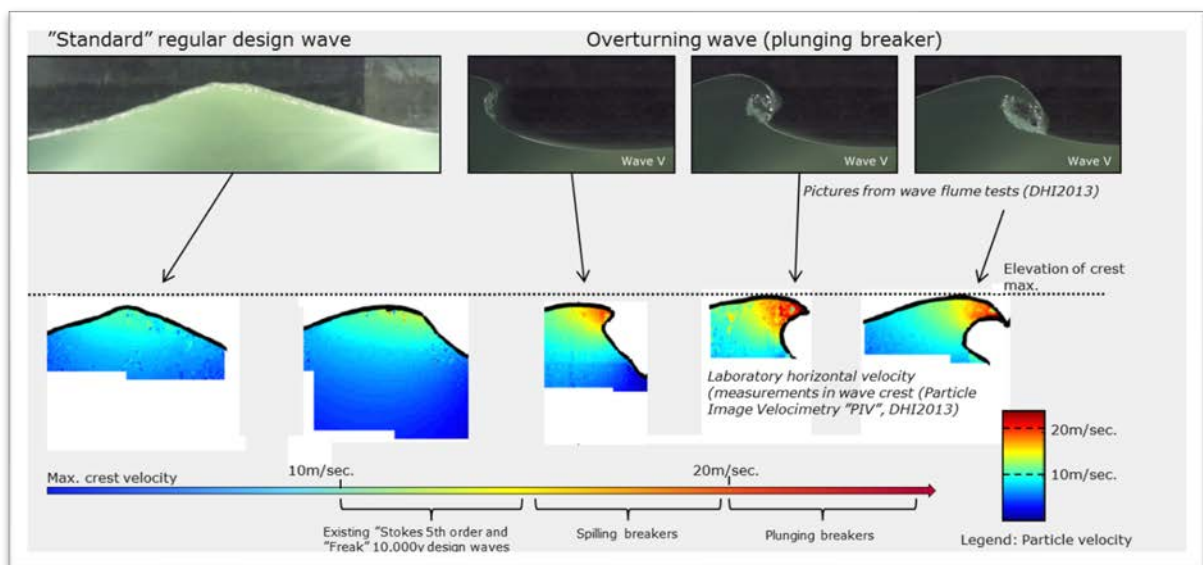 "Standard" regular design wave
Overturning wave (plunging breaker)
Wave V
Wave V
Wave V
Pictures from wave flume tests (DHI2013)
Elevation of crest
max.
Laboratory horizontal velocity
(measurements in wave crest (Particle
Image Velocimetry "PIV", DHI2013)
20m/sec.
10m/sec.
Legend: Particle velocity
Max. crest velocity
10m/sec.
20m/sec.
Existing "Stokes 5th order and
"Freak" 10.000y design waves
Spilling breakers
Plunging breakers